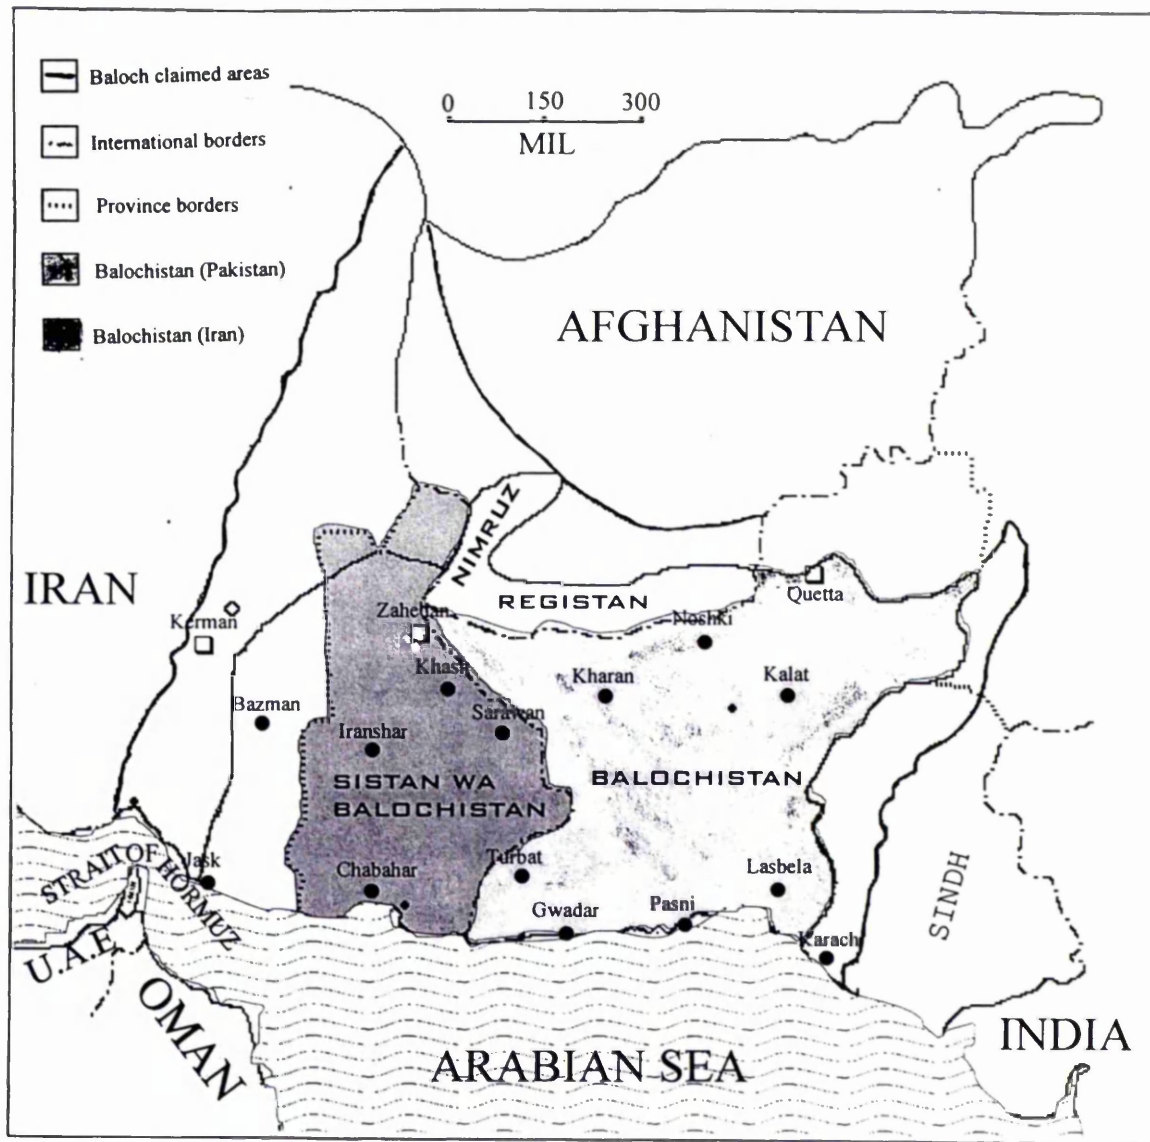 Baloch claimed areas
International borders
Province borders
Balochistan (Pakistan)
Balochistan (Iran)
0 150 300
MIL
AFGHANISTAN
IRAN
NIMRUZ
REGISTAN
Quetta
Kerman
Zahedan
Noshki
Khash
Kharan
Kalat
Bazman
Sarawan
Iranshar
SISTAN WA
BALOCHISTAN
BALOCHISTAN
Turbat
Chabahar
Jask
Lasbela
Gwadar
Pasni
Karach
SINDH
STRAIT OF HORMUZ
U.A.E
OMAN
ARABIAN SEA
INDIA